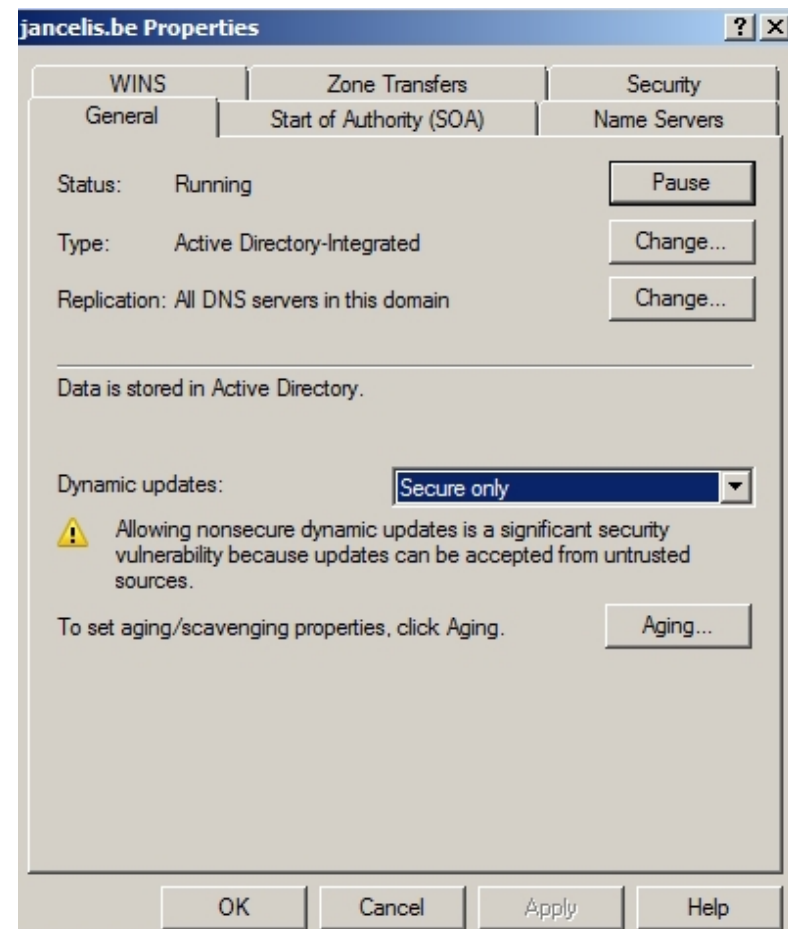 jancelis.be Properties
WINS Zone Transfers Security
General Start of Authority (SOA) Name Servers
Status: Running Pause
Type: Active Directory-Integrated Change...
Replication: All DNS servers in this domain Change...
Data is stored in Active Directory.
Dynamic updates: Secure only
Allowing nonsecure dynamic updates is a significant security
vulnerability because updates can be accepted from untrusted
sources.
To set aging/scavenging properties, click Aging. Aging...
OK Cancel Apply Help